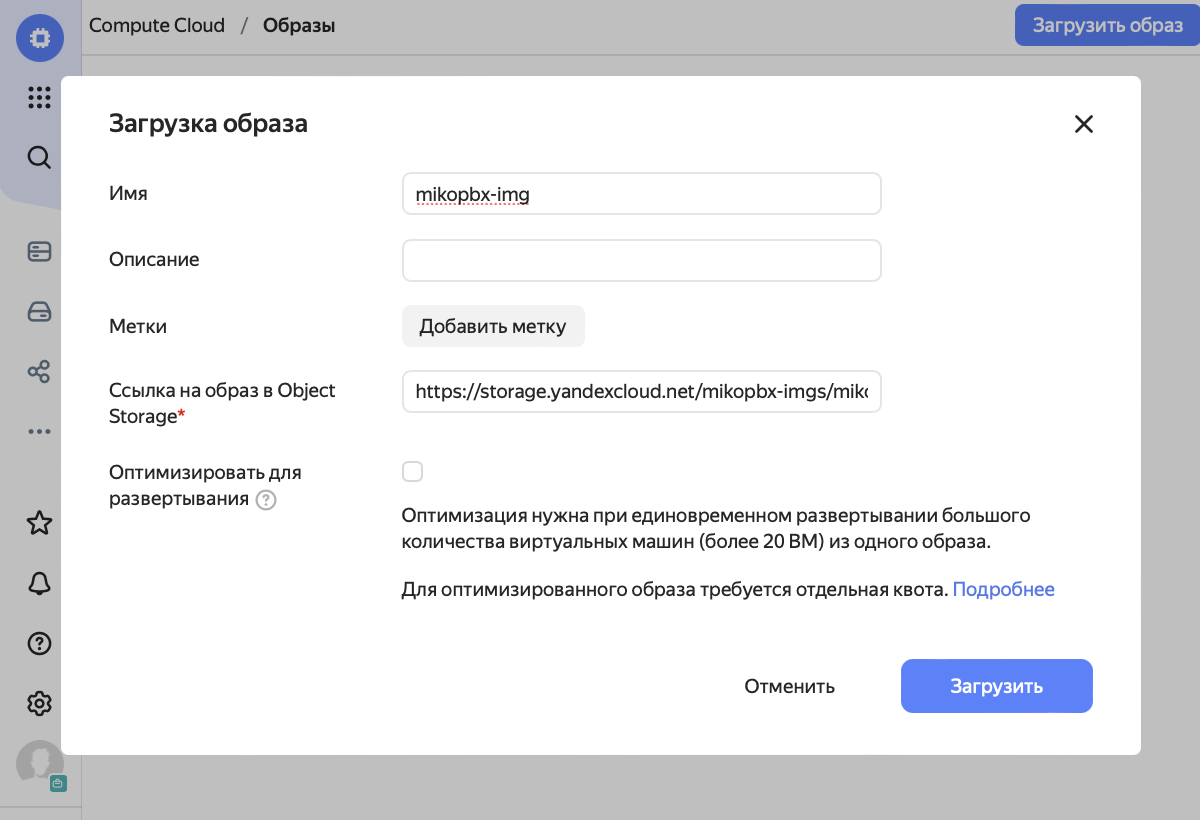 Compute Cloud / Образы
Загрузить образ
Загрузка образа
Имя
mikopbx-img
Описание
Метки
Добавить метку
Ссылка на образ в Object
Storage*
https://storage.yandexcloud.net/mikopbx-imgs/miko
Оптимизировать для
развертывания ?
Оптимизация нужна при единовременном развертывании большого
количества виртуальных машин (более 20 ВМ) из одного образа.
Для оптимизированного образа требуется отдельная квота. Подробнее
Отменить
Загрузить